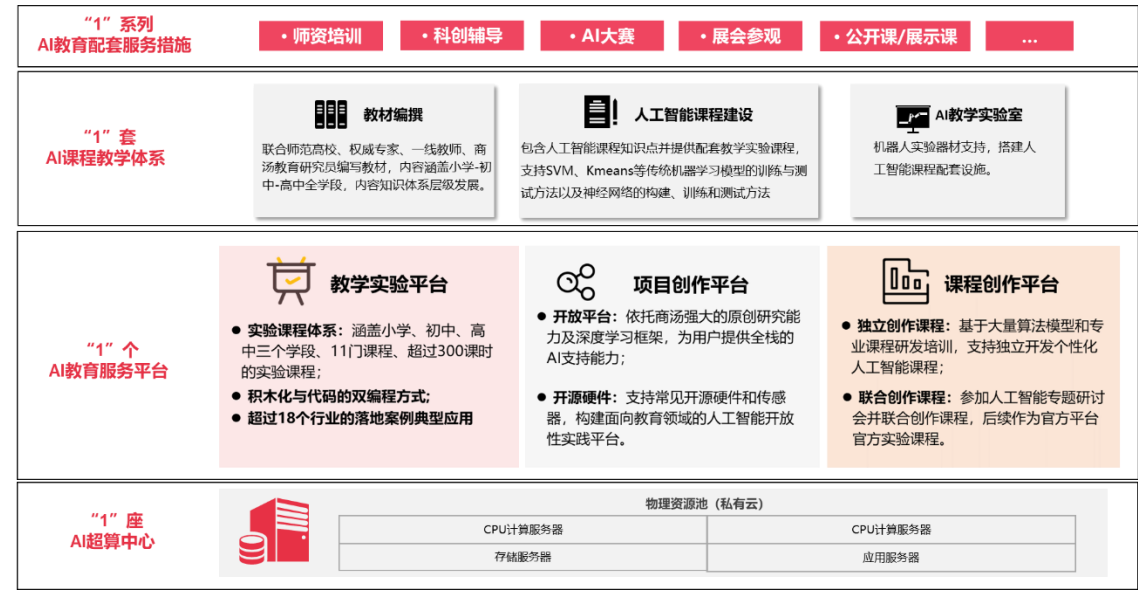 “1”系列
AI教育配套服务措施
• 师资培训
• 科创辅导
• AI大赛
• 展会参观
• 公开课/展示课
...
“1”套
AI课程教学体系
教材编撰
联合师范高校、权威专家、一线教师、商
汤教育研究员编写教材，内容涵盖小学-初
中-高中全学段，内容知识体系层级发展。
人工智能课程建设
包含人工智能课程知识点并提供配套教学实验课程，
支持SVM、Kmeans等传统机器学习模型的训练与测
试方法以及神经网络的构建、训练和测试方法
AI教学实验室
机器人实验器材支持，搭建人
工智能课程配套设施。
“1”个
AI教育服务平台
教学实验平台
● 实验课程体系：涵盖小学、初中、高
中三个学段、11门课程、超过300课时
的实验课程；
● 积木化与代码的双编程方式；
● 超过18个行业的落地案例典型应用
项目创作平台
● 开放平台：依托商汤强大的原创研究能
力及深度学习框架，为用户提供全栈的
AI支持能力；
● 开源硬件：支持常见开源硬件和传感
器，构建面向教育领域的人工智能开放
性实践平台。
课程创作平台
● 独立创作课程：基于大量算法模型和专
业课程研发培训，支持独立开发个性化
人工智能课程；
● 联合创作课程：参加人工智能专题研讨
会并联合创作课程，后续作为官方平台
官方实验课程。
“1”座
AI超算中心
物理资源池（私有云）
CPU计算服务器
CPU计算服务器
存储服务器
应用服务器